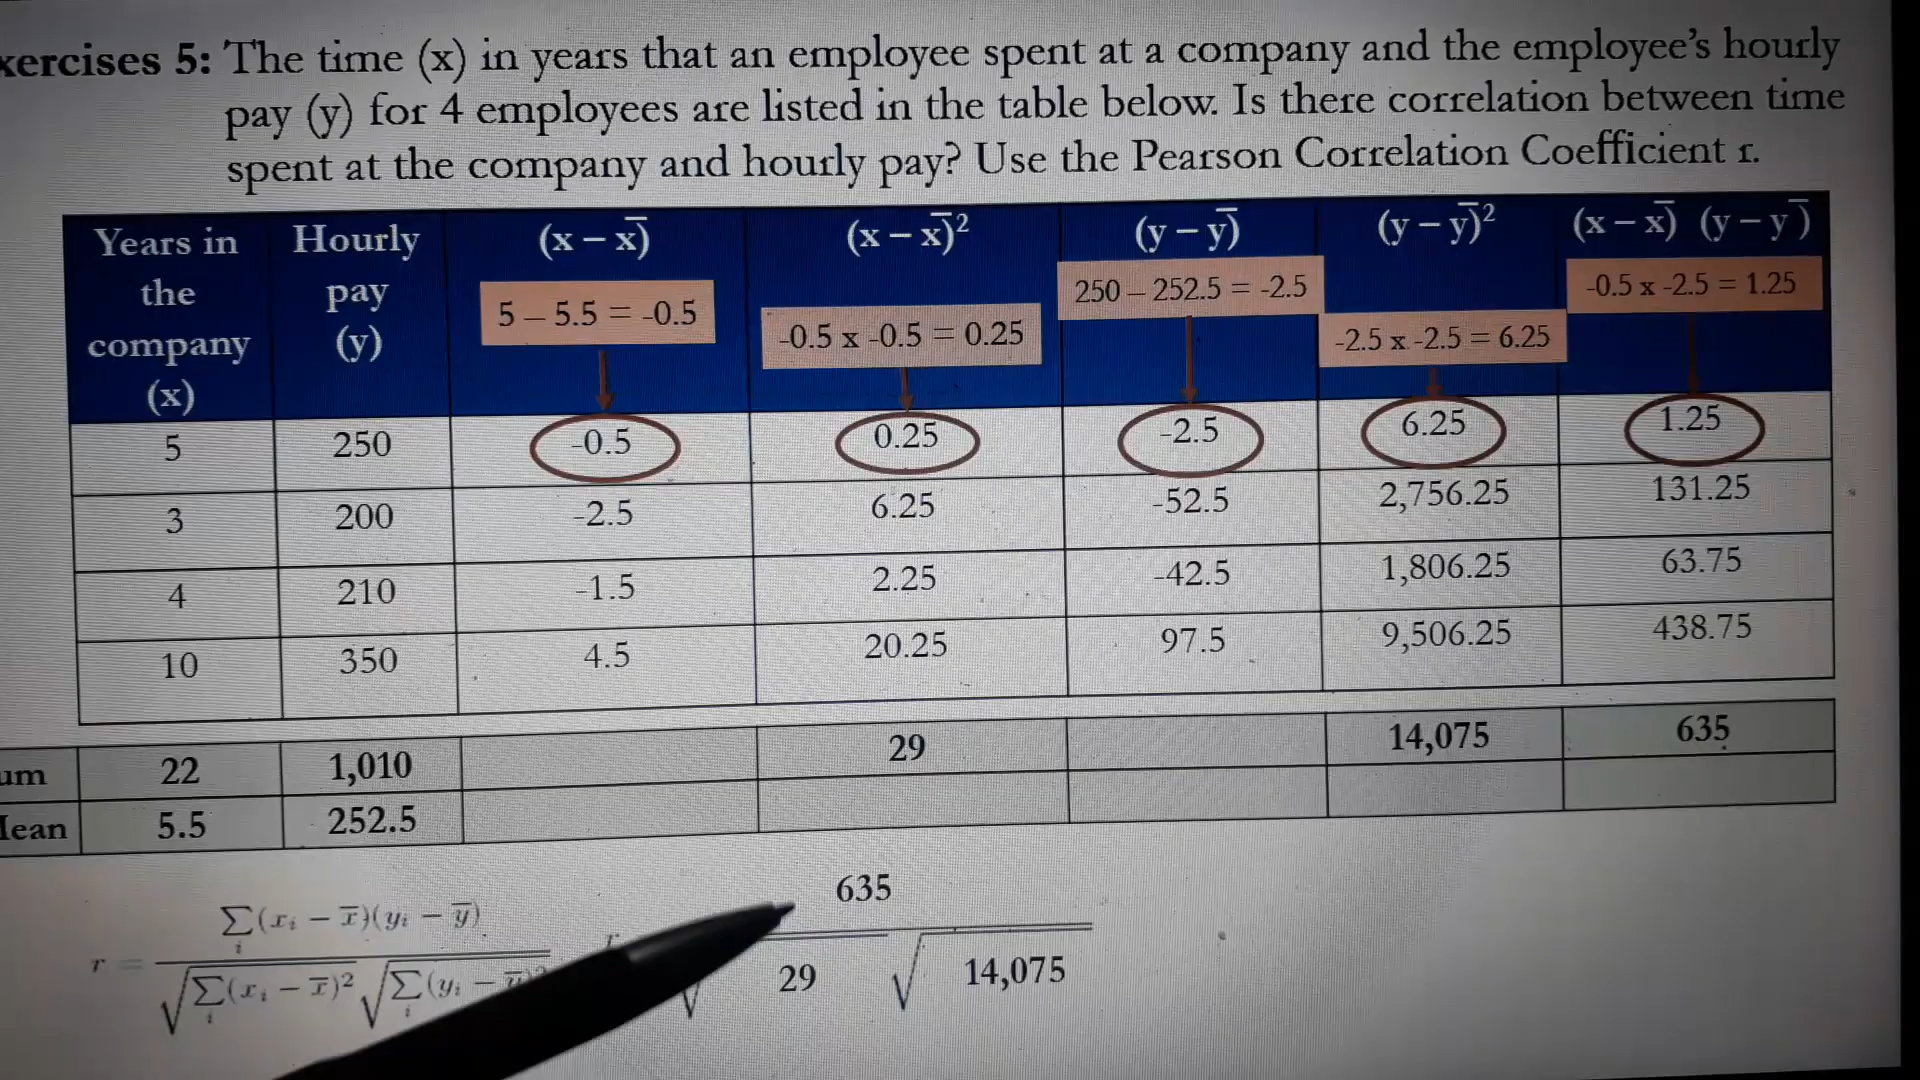 xercises 5: The time (x) in years that an employee spent at a company and the employee's hourly
pay (y) for 4 employees are listed in the table below. Is there correlation between time
spent at the company and hourly pay? Use the Pearson Correlation Coefficient r.
Years in the company (x) Hourly pay (y) (x – x̅) (x – x̅)² (y – y̅) (y – y̅)² (x – x̅) (y – y̅)
5 – 5.5 = -0.5 -0.5 x -0.5 = 0.25 250 – 252.5 = -2.5 -2.5 x -2.5 = 6.25 -0.5 x -2.5 = 1.25
5 250 -0.5 0.25 -2.5 6.25 1.25
3 200 -2.5 6.25 -52.5 2,756.25 131.25
4 210 -1.5 2.25 -42.5 1,806.25 63.75
10 350 4.5 20.25 97.5 9,506.25 438.75
um 22 1,010 29 14,075 635
lean 5.5 252.5
r = ∑i(xi – x̅)(yi – y̅) 635
√∑i(xi – x̅)² √∑i(yi – √29 √14,075